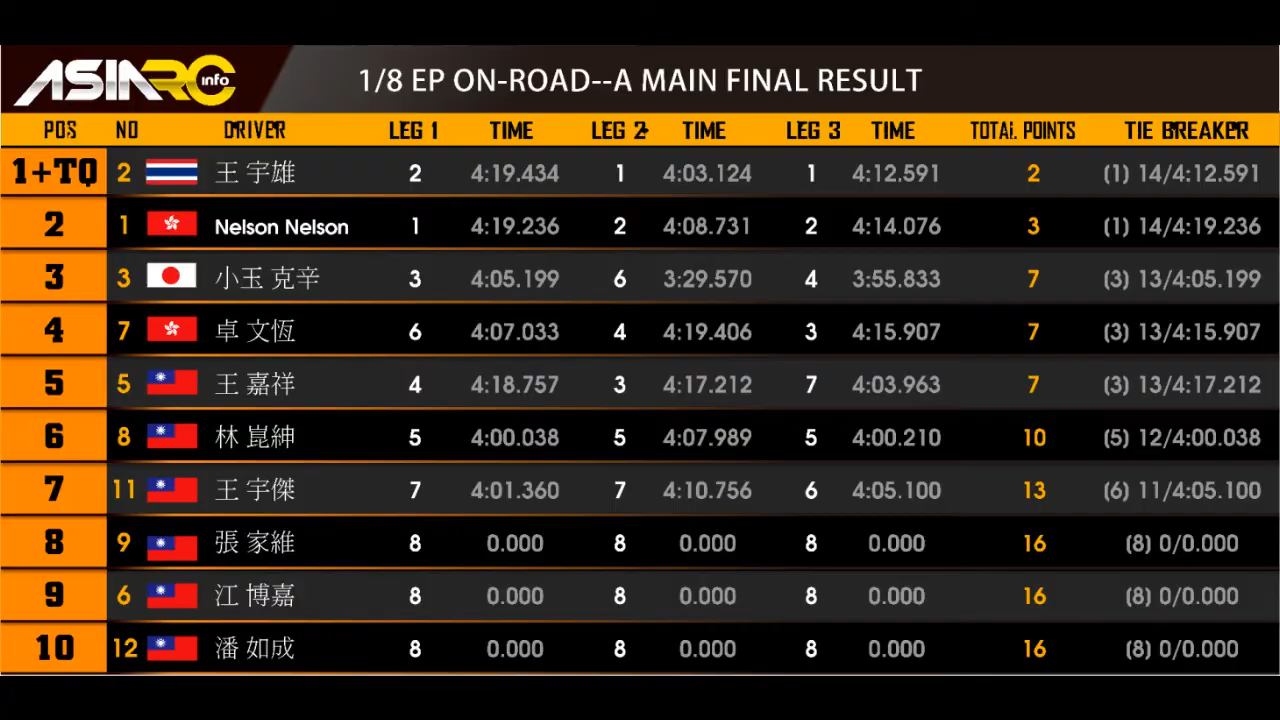 ASIARC info
1/8 EP ON-ROAD--A MAIN FINAL RESULT
POS NO DRIVER LEG 1 TIME LEG 2 TIME LEG 3 TIME TOTAL POINTS TIE BREAKER
1+TQ 2 王 宇雄 2 4:19.434 1 4:03.124 1 4:12.591 2 (1) 14/4:12.591
2 1 Nelson Nelson 1 4:19.236 2 4:08.731 2 4:14.076 3 (1) 14/4:19.236
3 3 小玉 克辛 3 4:05.199 6 3:29.570 4 3:55.833 7 (3) 13/4:05.199
4 7 卓 文恆 6 4:07.033 4 4:19.406 3 4:15.907 7 (3) 13/4:15.907
5 5 王 嘉祥 4 4:18.757 3 4:17.212 7 4:03.963 7 (3) 13/4:17.212
6 8 林 崑紳 5 4:00.038 5 4:07.989 5 4:00.210 10 (5) 12/4:00.038
7 11 王 宇傑 7 4:01.360 7 4:10.756 6 4:05.100 13 (6) 11/4:05.100
8 9 張 家維 8 0.000 8 0.000 8 0.000 16 (8) 0/0.000
9 6 江 博嘉 8 0.000 8 0.000 8 0.000 16 (8) 0/0.000
10 12 潘 如成 8 0.000 8 0.000 8 0.000 16 (8) 0/0.000